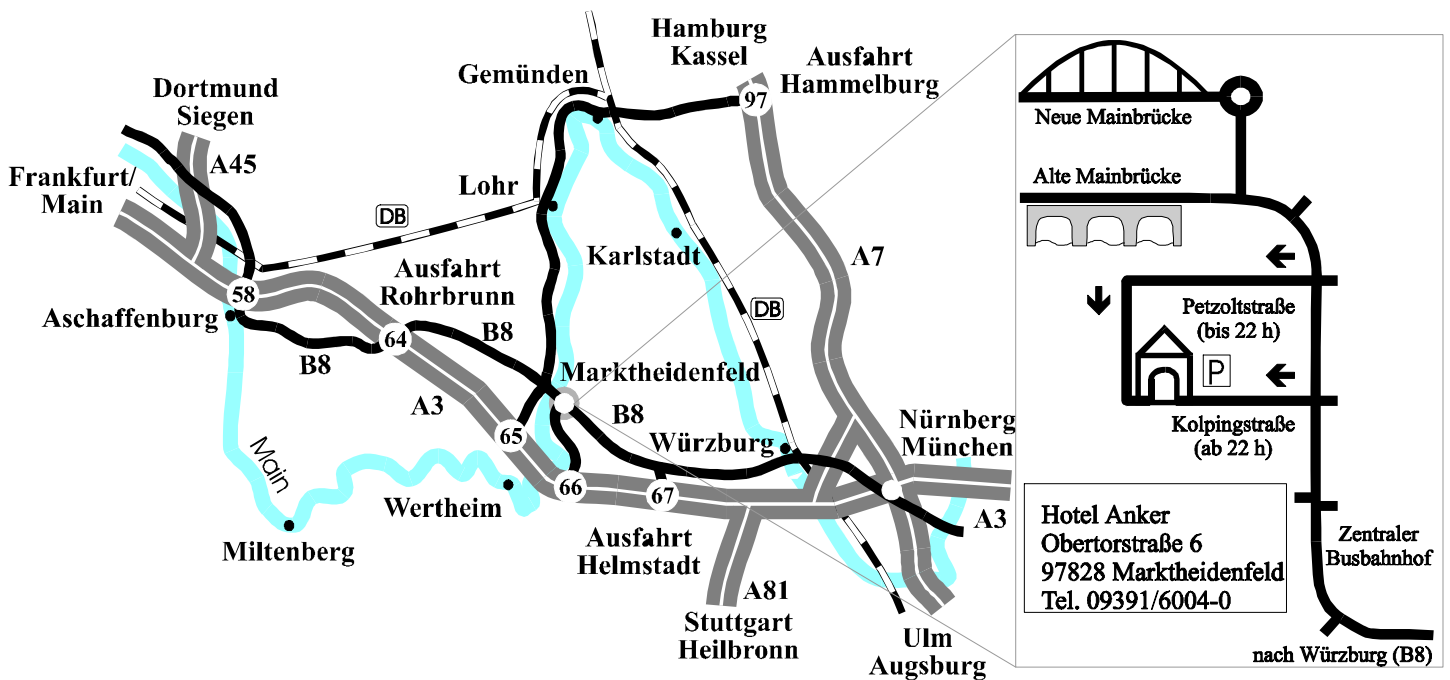 Hamburg
Kassel
Ausfahrt
Hammelburg
97
Gemünden
Dortmund
Siegen
A45
Frankfurt/
Main
Lohr
DB
Karlstadt
A7
Ausfahrt
Rohrbrunn
58
Aschaffenburg
64
B8
B8
DB
Marktheidenfeld
A3
B8
65
Würzburg
Nürnberg
München
Main
66
67
Wertheim
A3
Miltenberg
Ausfahrt
Helmstadt
A81
Stuttgart
Heilbronn
Ulm
Augsburg
Neue Mainbrücke
Alte Mainbrücke
Petzoltstraße
(bis 22 h)
P
Kolpingstraße
(ab 22 h)
Hotel Anker
Obertorstraße 6
97828 Marktheidenfeld
Tel. 09391/6004-0
Zentraler
Busbahnhof
nach Würzburg (B8)